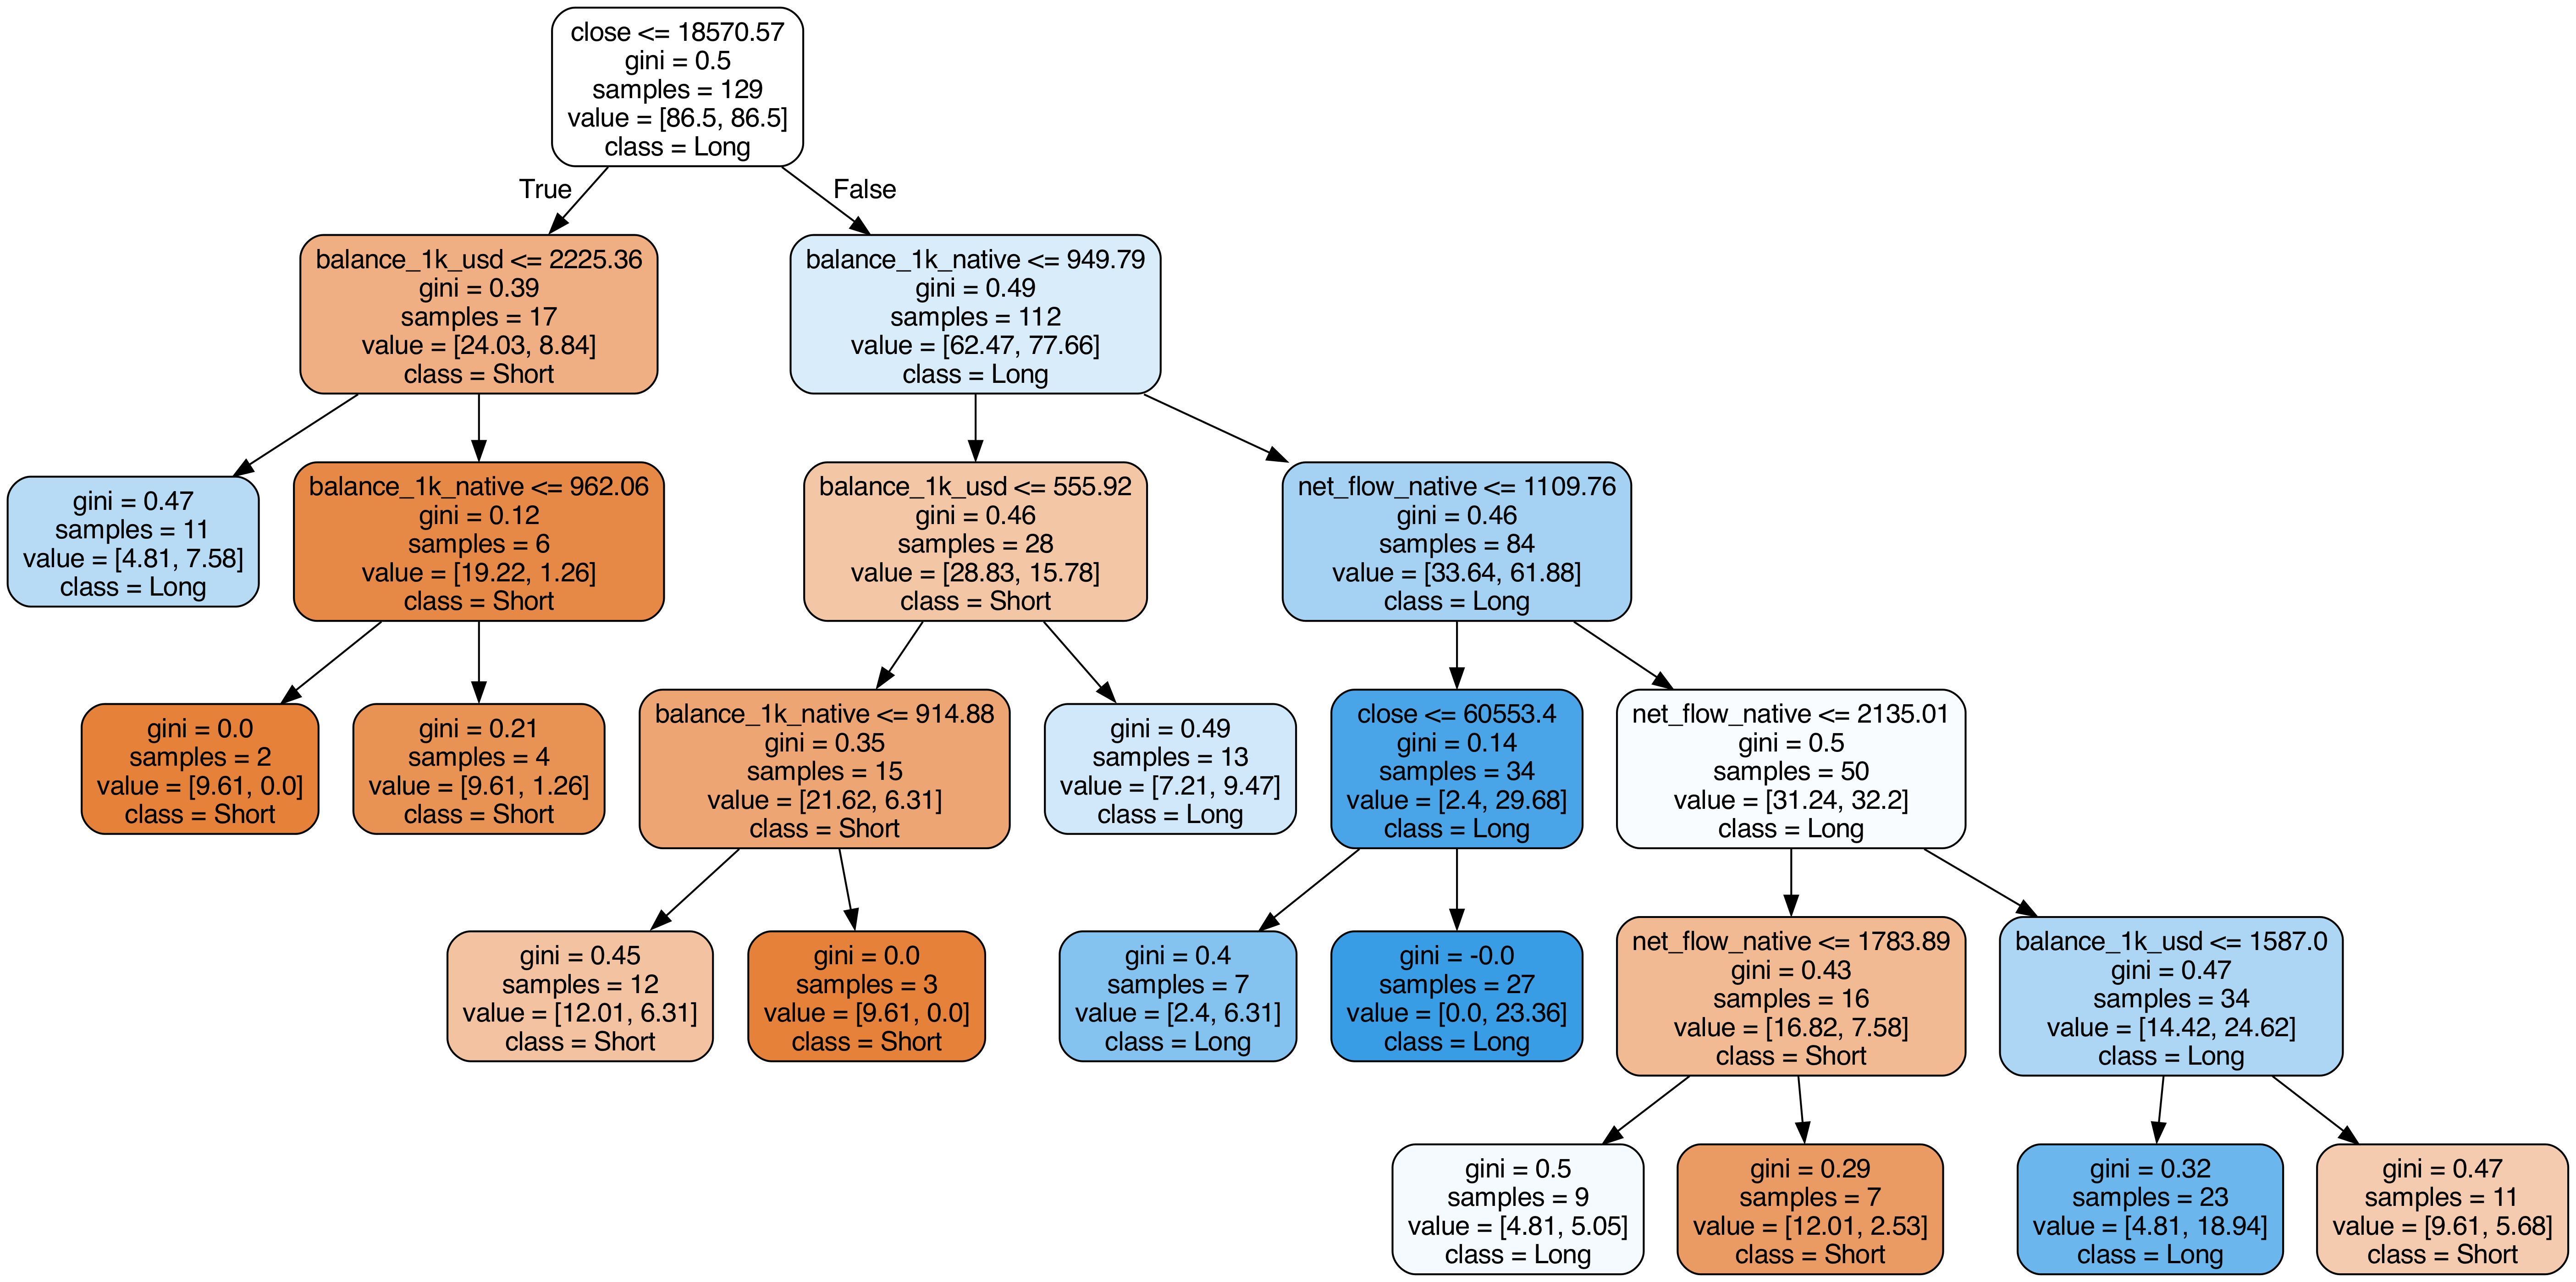 close <= 18570.57
gini = 0.5
samples = 129
value = [86.5, 86.5]
class = Long
True
False
balance_1k_usd <= 2225.36
gini = 0.39
samples = 17
value = [24.03, 8.84]
class = Short
balance_1k_native <= 949.79
gini = 0.49
samples = 112
value = [62.47, 77.66]
class = Long
gini = 0.47
samples = 11
value = [4.81, 7.58]
class = Long
balance_1k_native <= 962.06
gini = 0.12
samples = 6
value = [19.22, 1.26]
class = Short
balance_1k_usd <= 555.92
gini = 0.46
samples = 28
value = [28.83, 15.78]
class = Short
net_flow_native <= 1109.76
gini = 0.46
samples = 84
value = [33.64, 61.88]
class = Long
gini = 0.0
samples = 2
value = [9.61, 0.0]
class = Short
gini = 0.21
samples = 4
value = [9.61, 1.26]
class = Short
balance_1k_native <= 914.88
gini = 0.35
samples = 15
value = [21.62, 6.31]
class = Short
gini = 0.49
samples = 13
value = [7.21, 9.47]
class = Long
close <= 60553.4
gini = 0.14
samples = 34
value = [2.4, 29.68]
class = Long
net_flow_native <= 2135.01
gini = 0.5
samples = 50
value = [31.24, 32.2]
class = Long
gini = 0.45
samples = 12
value = [12.01, 6.31]
class = Short
gini = 0.0
samples = 3
value = [9.61, 0.0]
class = Short
gini = 0.4
samples = 7
value = [2.4, 6.31]
class = Long
gini = -0.0
samples = 27
value = [0.0, 23.36]
class = Long
net_flow_native <= 1783.89
gini = 0.43
samples = 16
value = [16.82, 7.58]
class = Short
balance_1k_usd <= 1587.0
gini = 0.47
samples = 34
value = [14.42, 24.62]
class = Long
gini = 0.5
samples = 9
value = [4.81, 5.05]
class = Long
gini = 0.29
samples = 7
value = [12.01, 2.53]
class = Short
gini = 0.32
samples = 23
value = [4.81, 18.94]
class = Long
gini = 0.47
samples = 11
value = [9.61, 5.68]
class = Short